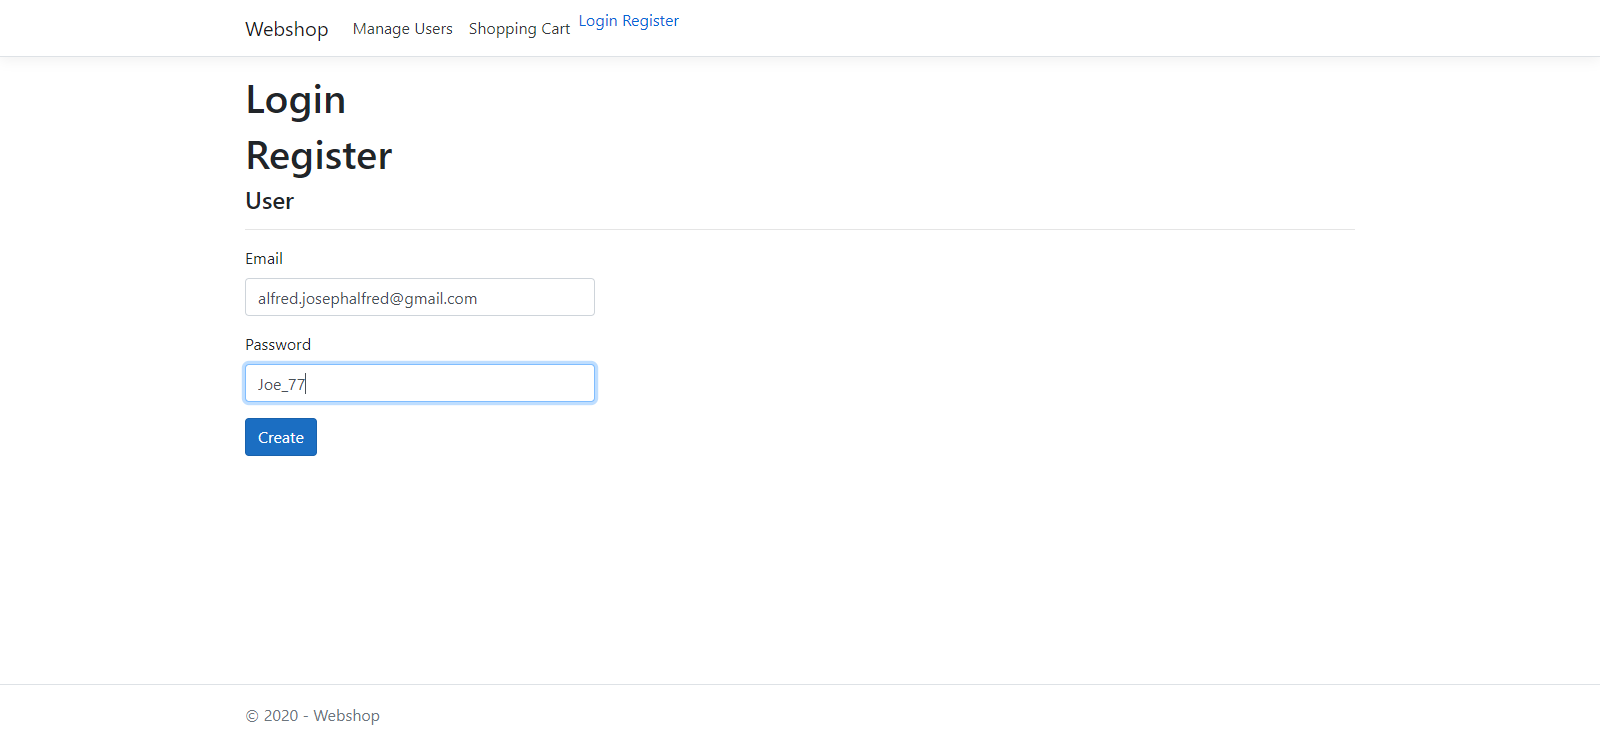 Webshop Manage Users Shopping Cart Login Register
Login
Register
User
Email
alfred.josephalfred@gmail.com
Password
Joe_77
Create
© 2020 - Webshop